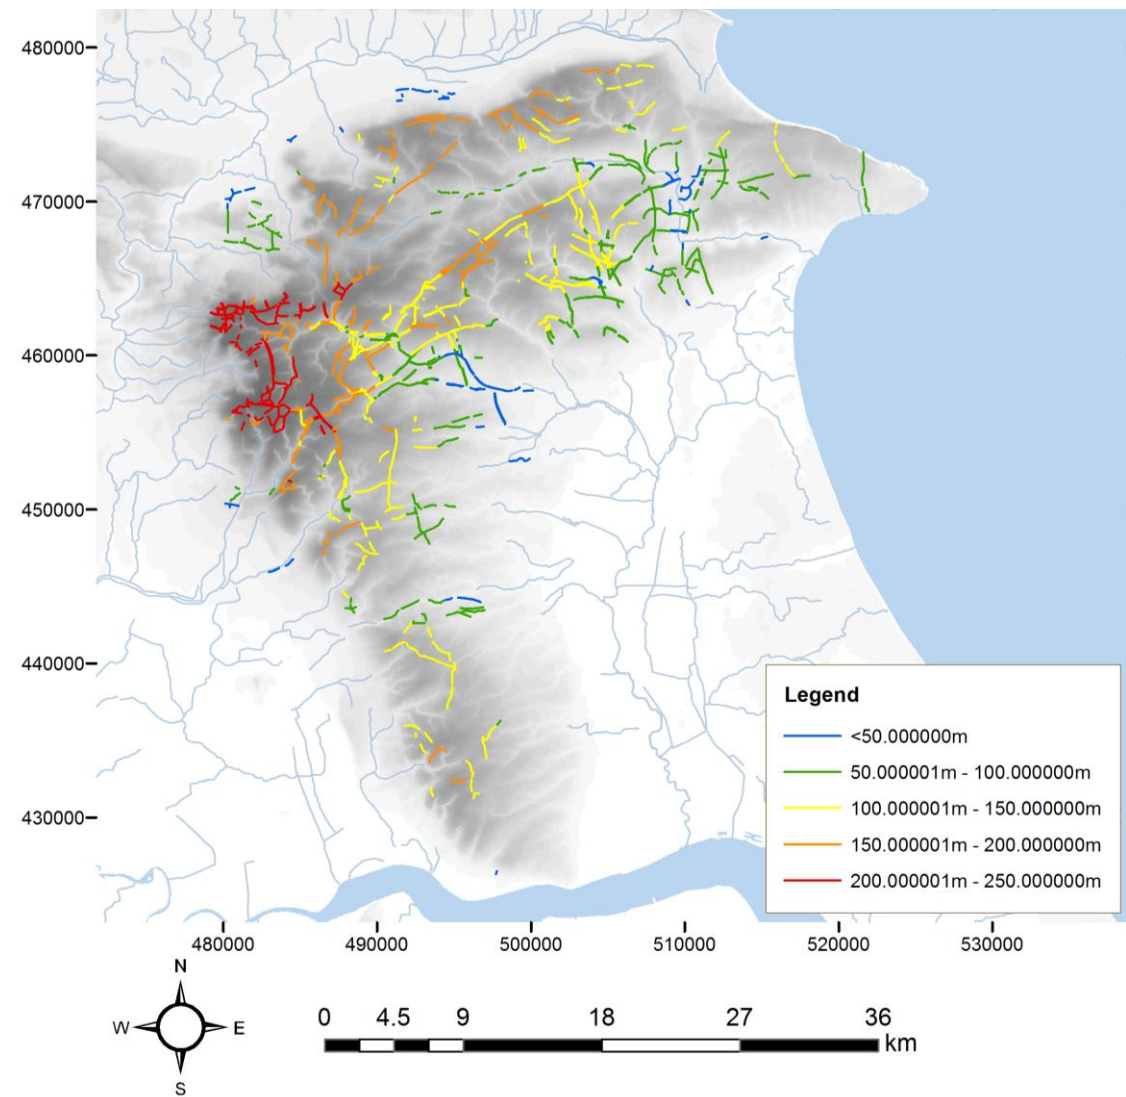 480000
470000
460000
450000
440000
430000
Legend
<50.000000m
50.000001m - 100.000000m
100.000001m - 150.000000m
150.000001m - 200.000000m
200.000001m - 250.000000m
480000 490000 500000 510000 520000 530000
N
W E
S
0 4.5 9 18 27 36
km